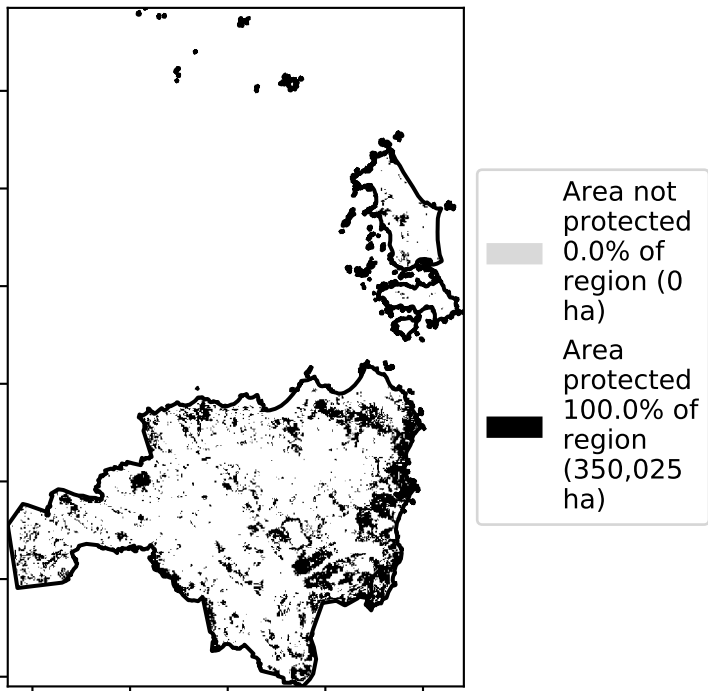 Area not
protected
0.0% of
region (0
ha)
Area
protected
100.0% of
region
(350,025
ha)